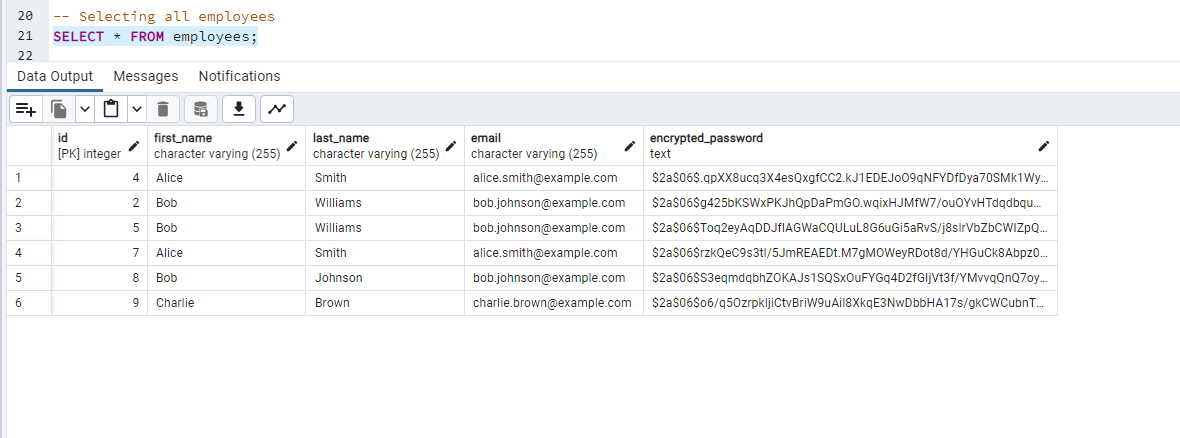 20 -- Selecting all employees
21 SELECT * FROM employees;
22
Data Output Messages Notifications
id first_name last_name email encrypted_password
[PK] integer character varying (255) character varying (255) character varying (255) text
1 4 Alice Smith alice.smith@example.com $2a$06$.qpXX8ucq3X4esQxgfCC2.kJ1EDEJoO9qNFYDfDya70SMk1Wy…
2 2 Bob Williams bob.johnson@example.com $2a$06$g425bKSWxPKJhQpDaPmGO.wqixHJMfW7/ouOYvHTdqdbqu…
3 5 Bob Williams bob.johnson@example.com $2a$06$Toq2eyAqDDJfIAGWaCQULuL8G6uGi5aRvS/j8slrVbZbCWIZpQ…
4 7 Alice Smith alice.smith@example.com $2a$06$rzkQeC9s3tI/5JmREAEDt.M7gMOWeyRDot8d/YHGuCk8Abpz0…
5 8 Bob Johnson bob.johnson@example.com $2a$06$S3eqmdqbhZOKAJs1SQSxOuFYGq4D2fGIjVt3f/YMvvqQnQ7oy…
6 9 Charlie Brown charlie.brown@example.com $2a$06$o6/q5OzrpkIjiCtvBriW9uAil8XkqE3NwDbbHA17s/gkCWCubnT…